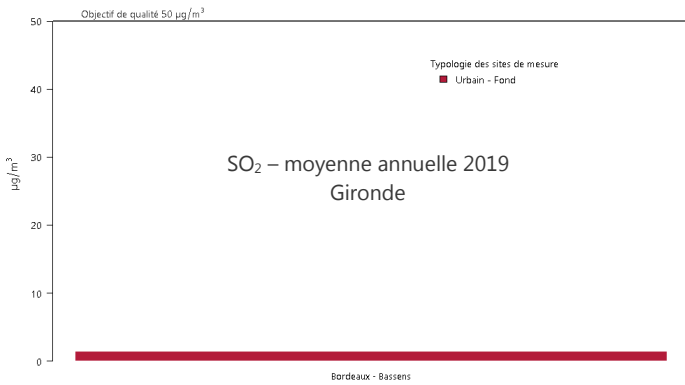 Objectif de qualité 50 µg/m³
50
Typologie des sites de mesure
Urbain - Fond
40
30
20
10
0
µg/m³
SO₂ – moyenne annuelle 2019
Gironde
Bordeaux - Bassens